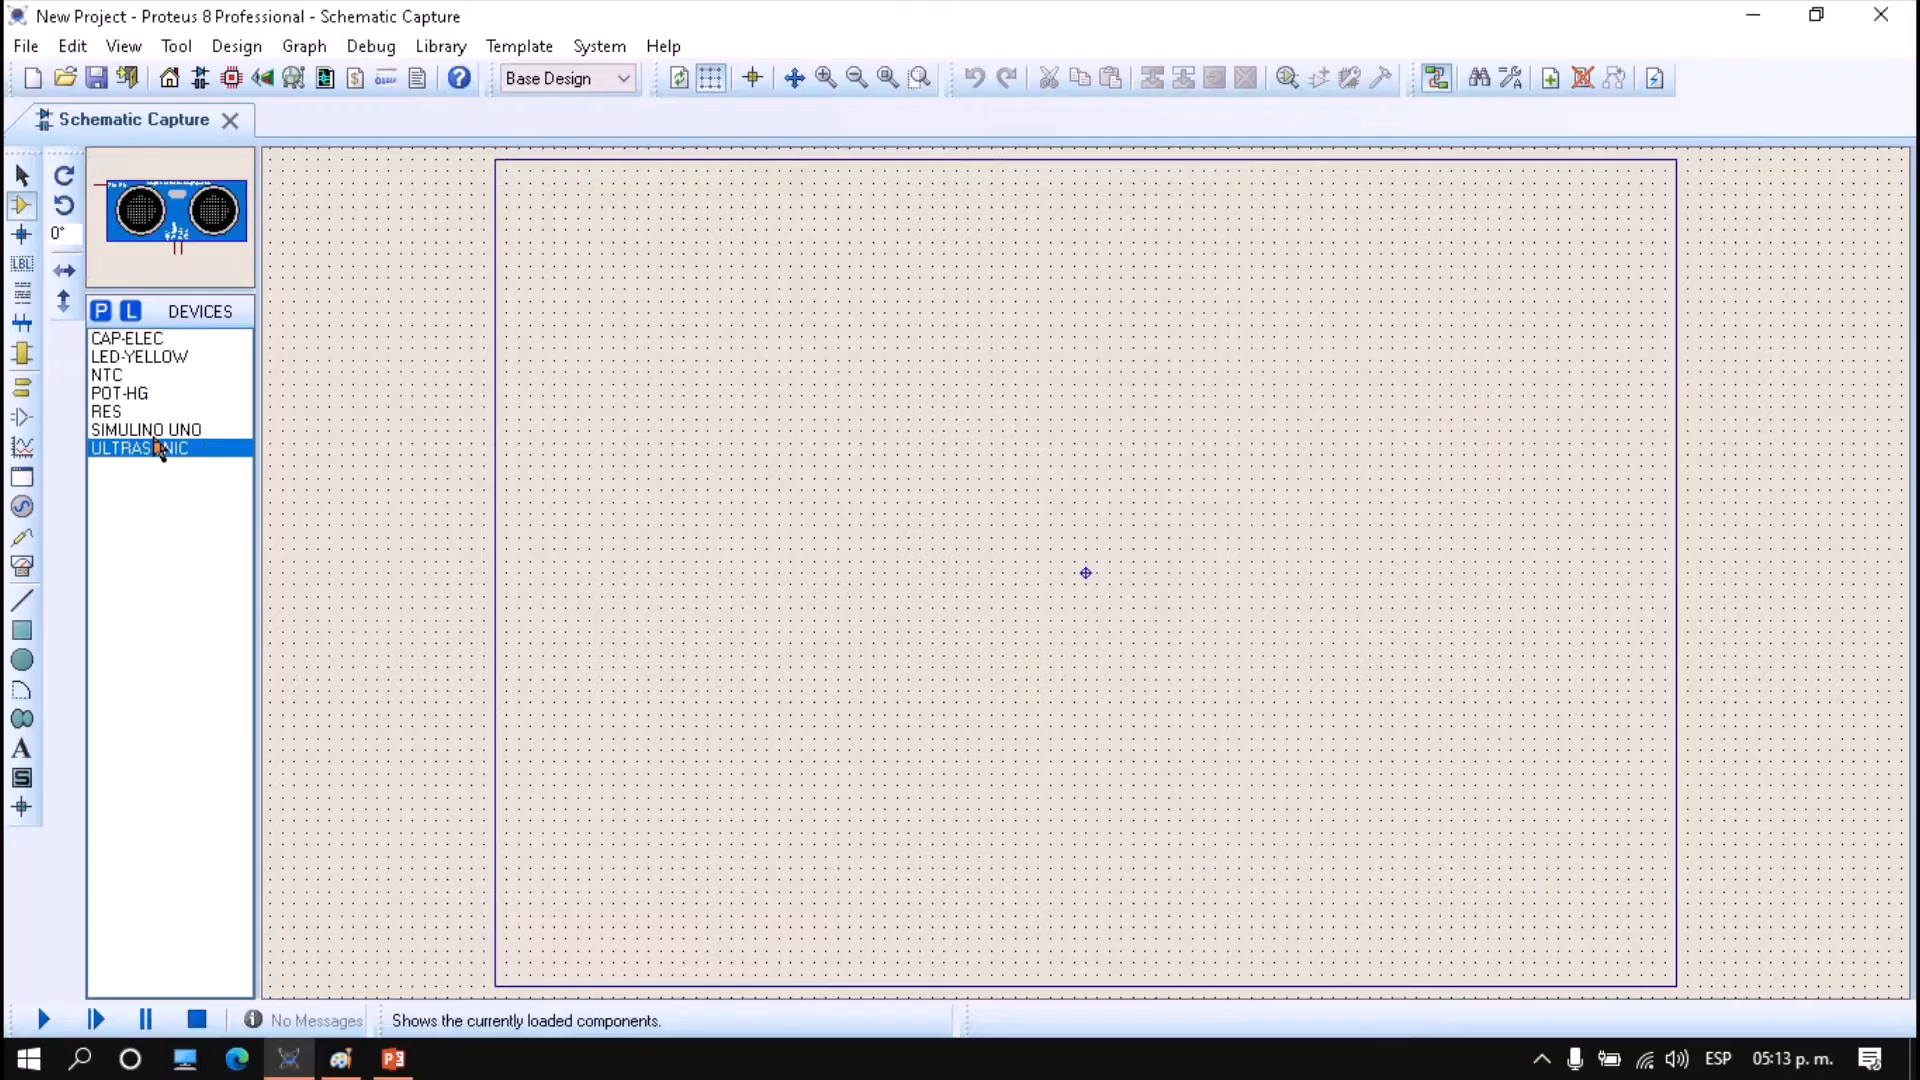 New Project - Proteus 8 Professional - Schematic Capture
File Edit View Tool Design Graph Debug Library Template System Help
Base Design
Schematic Capture
0°
LBL
P L DEVICES
CAP-ELEC
LED-YELLOW
NTC
POT-HG
RES
SIMULINO UNO
A
S
No Messages
Shows the currently loaded components.
ESP 05:13 p. m.